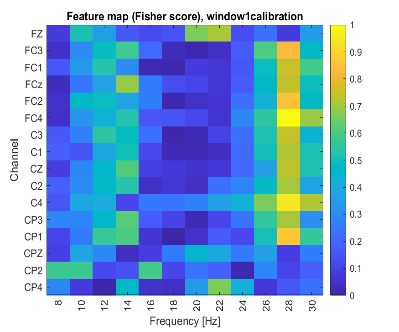 Feature map (Fisher score), window1calibration
Channel
FZ
FC3
FC1
FCz
FC2
FC4
C3
C1
CZ
C2
C4
CP3
CP1
CPZ
CP2
CP4
8 10 12 14 16 18 20 22 24 26 28 30
Frequency [Hz]
1
0.9
0.8
0.7
0.6
0.5
0.4
0.3
0.2
0.1
0